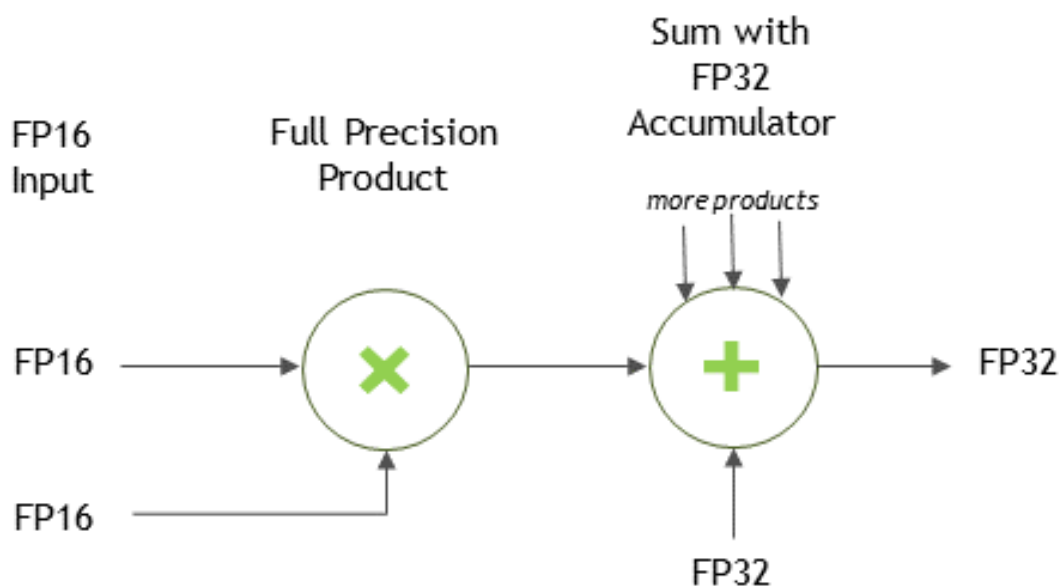 FP16
Input
Full Precision
Product
Sum with
FP32
Accumulator
more products
FP16
FP32
FP16
FP32